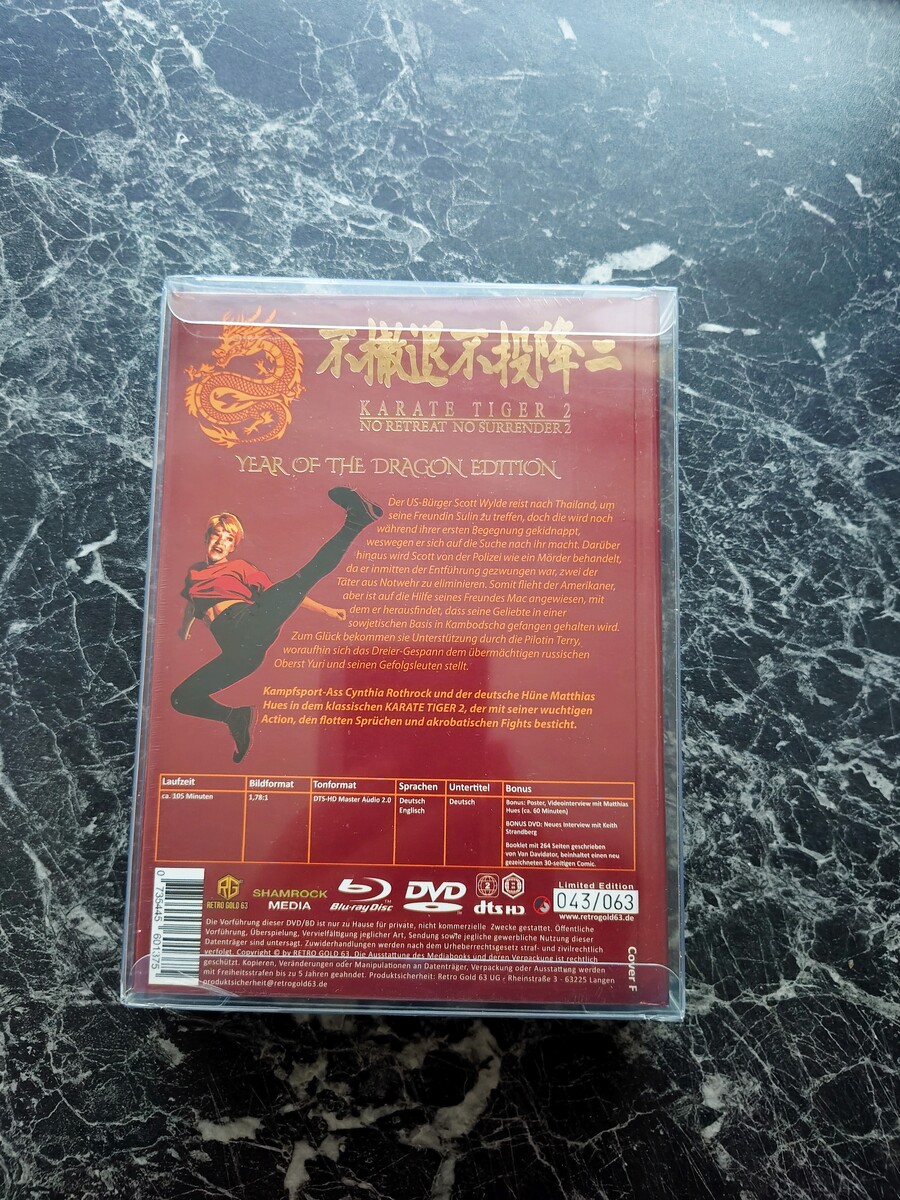 不撤退不投降二
KARATE TIGER 2
NO RETREAT NO SURRENDER 2
YEAR OF THE DRAGON EDITION
Der US-Bürger Scott Wylde reist nach Thailand, um
seine Freundin Sulin zu treffen, doch die wird noch
während ihrer ersten Begegnung gekidnappt,
weswegen er sich auf die Suche nach ihr macht. Darüber
hinaus wird Scott von der Polizei wie ein Mörder behandelt,
da er inmitten der Entführung gezwungen war, zwei der
Täter aus Notwehr zu eliminieren. Somit flieht der Amerikaner,
aber ist auf die Hilfe seines Freundes Mac angewiesen, mit
dem er herausfindet, dass seine Geliebte in einer
sowjetischen Basis in Kambodscha gefangen gehalten wird.
Zum Glück bekommen sie Unterstützung durch die Pilotin Terry,
woraufhin sich das Dreier-Gespann dem übermächtigen russischen
Oberst Yuri und seinen Gefolgsleuten stellt.
Kampfsport-Ass Cynthia Rothrock und der deutsche Hüne Matthias
Hues in dem klassischen KARATE TIGER 2, der mit seiner wuchtigen
Action, den flotten Sprüchen und akrobatischen Fights besticht.
Laufzeit Bildformat Tonformat Sprachen Untertitel Bonus
ca. 105 Minuten 1,78:1 DTS-HD Master Audio 2.0 Deutsch Deutsch Bonus: Poster, Videointerview mit Matthias
Englisch Hues (ca. 60 Minuten)
BONUS DVD: Neues Interview mit Keith
Strandberg
Booklet mit 264 Seiten geschrieben
von Van Davidator, beinhaltet einen neu
gezeichneten 30-seitigen Comic.
RG
RETRO GOLD 63
SHAMROCK
MEDIA
Blu-ray Disc
DVD
2 B
dts HD
Limited Edition
043/063
www.retrogold63.de
Die Vorführung dieser DVD/BD ist nur zu Hause für private, nicht kommerzielle Zwecke gestattet. Öffentliche
Vorführung, Überspielung, Vervielfältigung jeglicher Art, Sendung sowie jegliche gewerbliche Nutzung dieser
Datenträger sind untersagt. Zuwiderhandlungen werden nach dem Urheberrechtsgesetz straf- und zivilrechtlich
verfolgt. Copyright © by RETRO GOLD 63. Die Ausstattung des Mediabooks und deren Verpackung ist rechtlich
geschützt. Kopieren, Veränderungen oder Manipulationen an Datenträger, Verpackung oder Ausstattung werden
mit Freiheitsstrafen bis zu 5 Jahren geahndet. Produktsicherheit: Retro Gold 63 UG - Rheinstraße 3 - 63225 Langen
produktsicherheit@retrogold63.de
0 735445 601375
Cover F